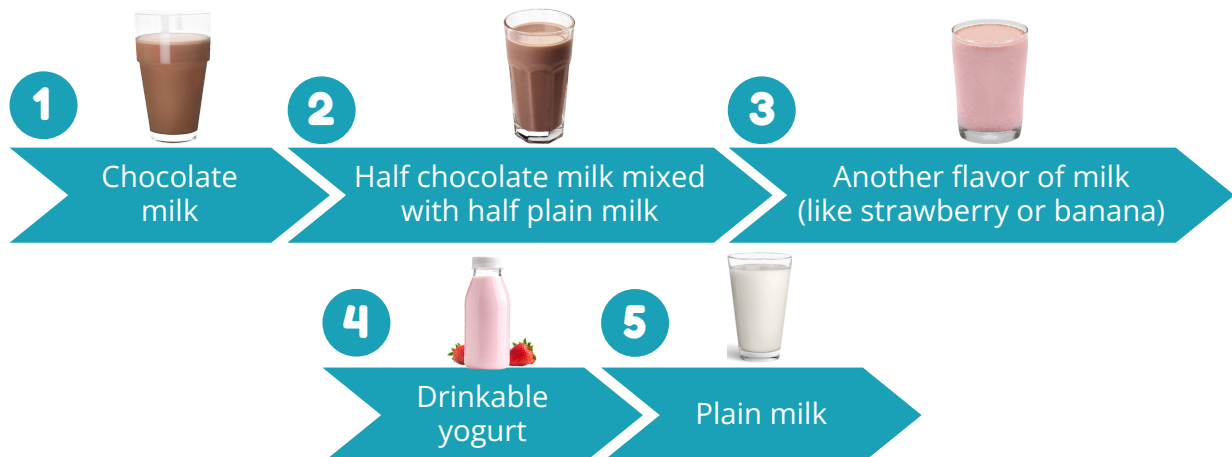 1
Chocolate
milk
2
Half chocolate milk mixed
with half plain milk
3
Another flavor of milk
(like strawberry or banana)
4
Drinkable
yogurt
5
Plain milk